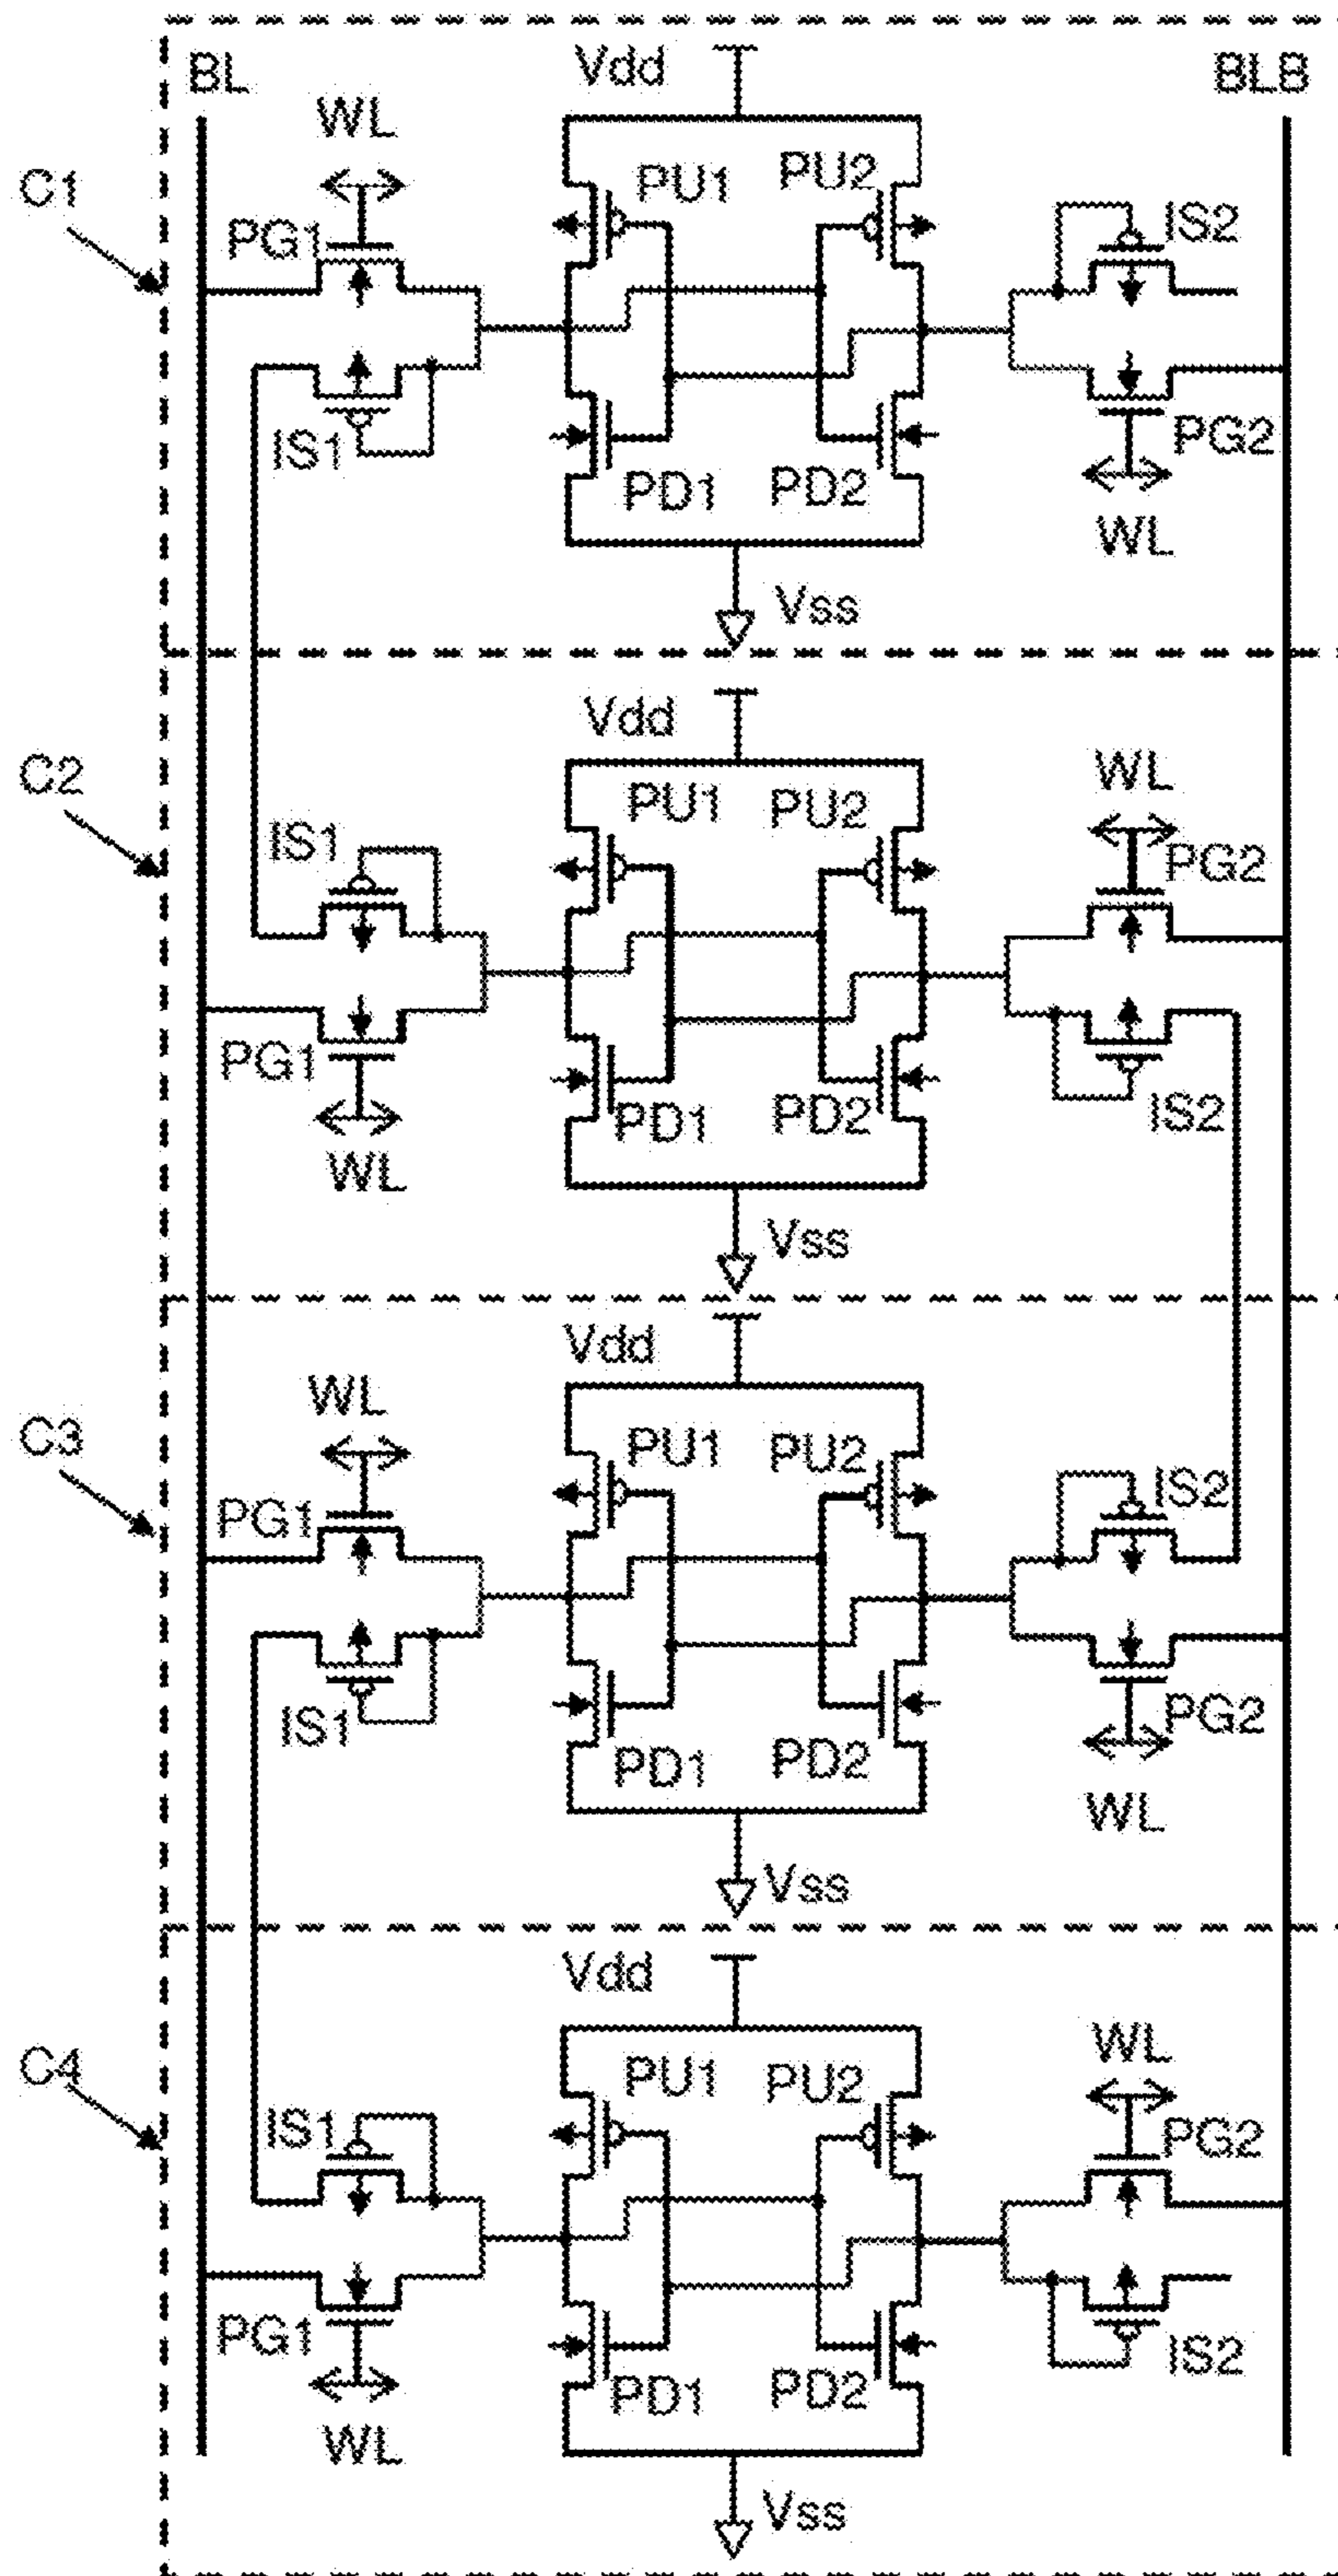 BL Vdd BLB
WL
C1 PU1 PU2
PG1 IS2
IS1 PG2
PD1 PD2
WL
Vss
Vdd
C2 WL
PU1 PU2
IS1 PG2
PG1
PD1 PD2 IS2
WL
Vss
Vdd
WL
C3 PU1 PU2
PG1 IS2
IS1 PG2
PD1 PD2
WL
Vss
Vdd
C4 PU1 PU2 WL
IS1 PG2
PG1 IS2
PD1 PD2
WL
Vss